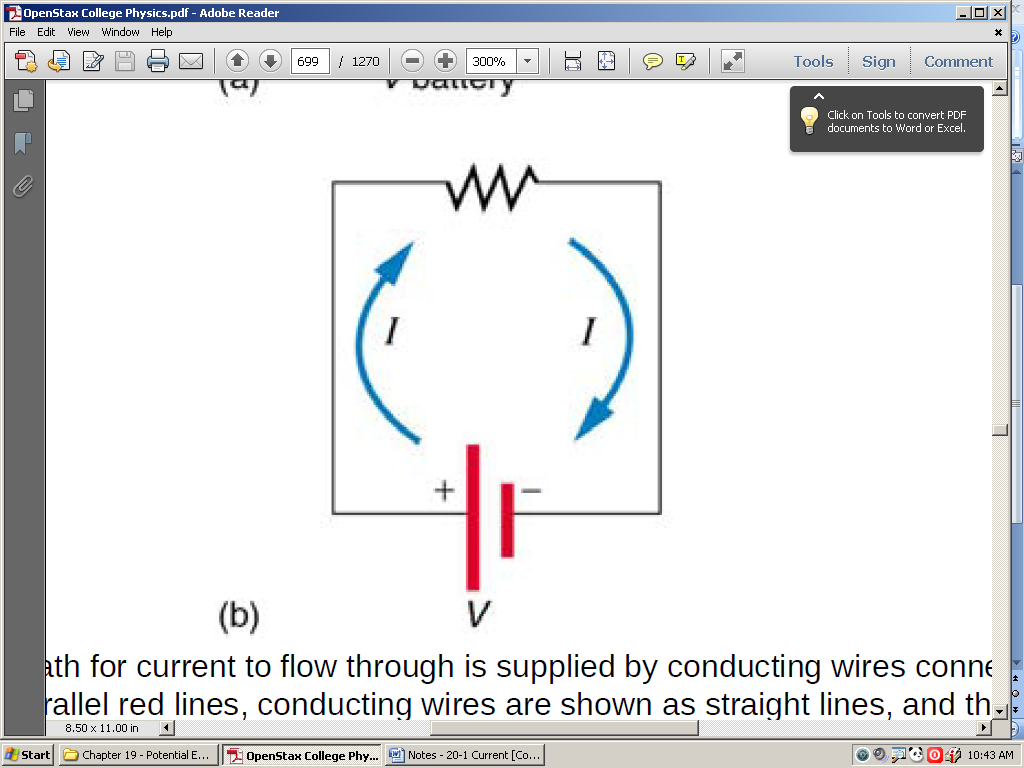 OpenStax College Physics.pdf - Adobe Reader
File Edit View Window Help
699 / 1270 300% Tools Sign Comment
(a) V battery
Click on Tools to convert PDF
documents to Word or Excel.
I I
+ −
(b) V
ath for current to flow through is supplied by conducting wires conne
rallel red lines, conducting wires are shown as straight lines, and th
8.50 x 11.00 in
Start Chapter 19 - Potential E... OpenStax College Phy... Notes - 20-1 Current [Co... 10:43 AM